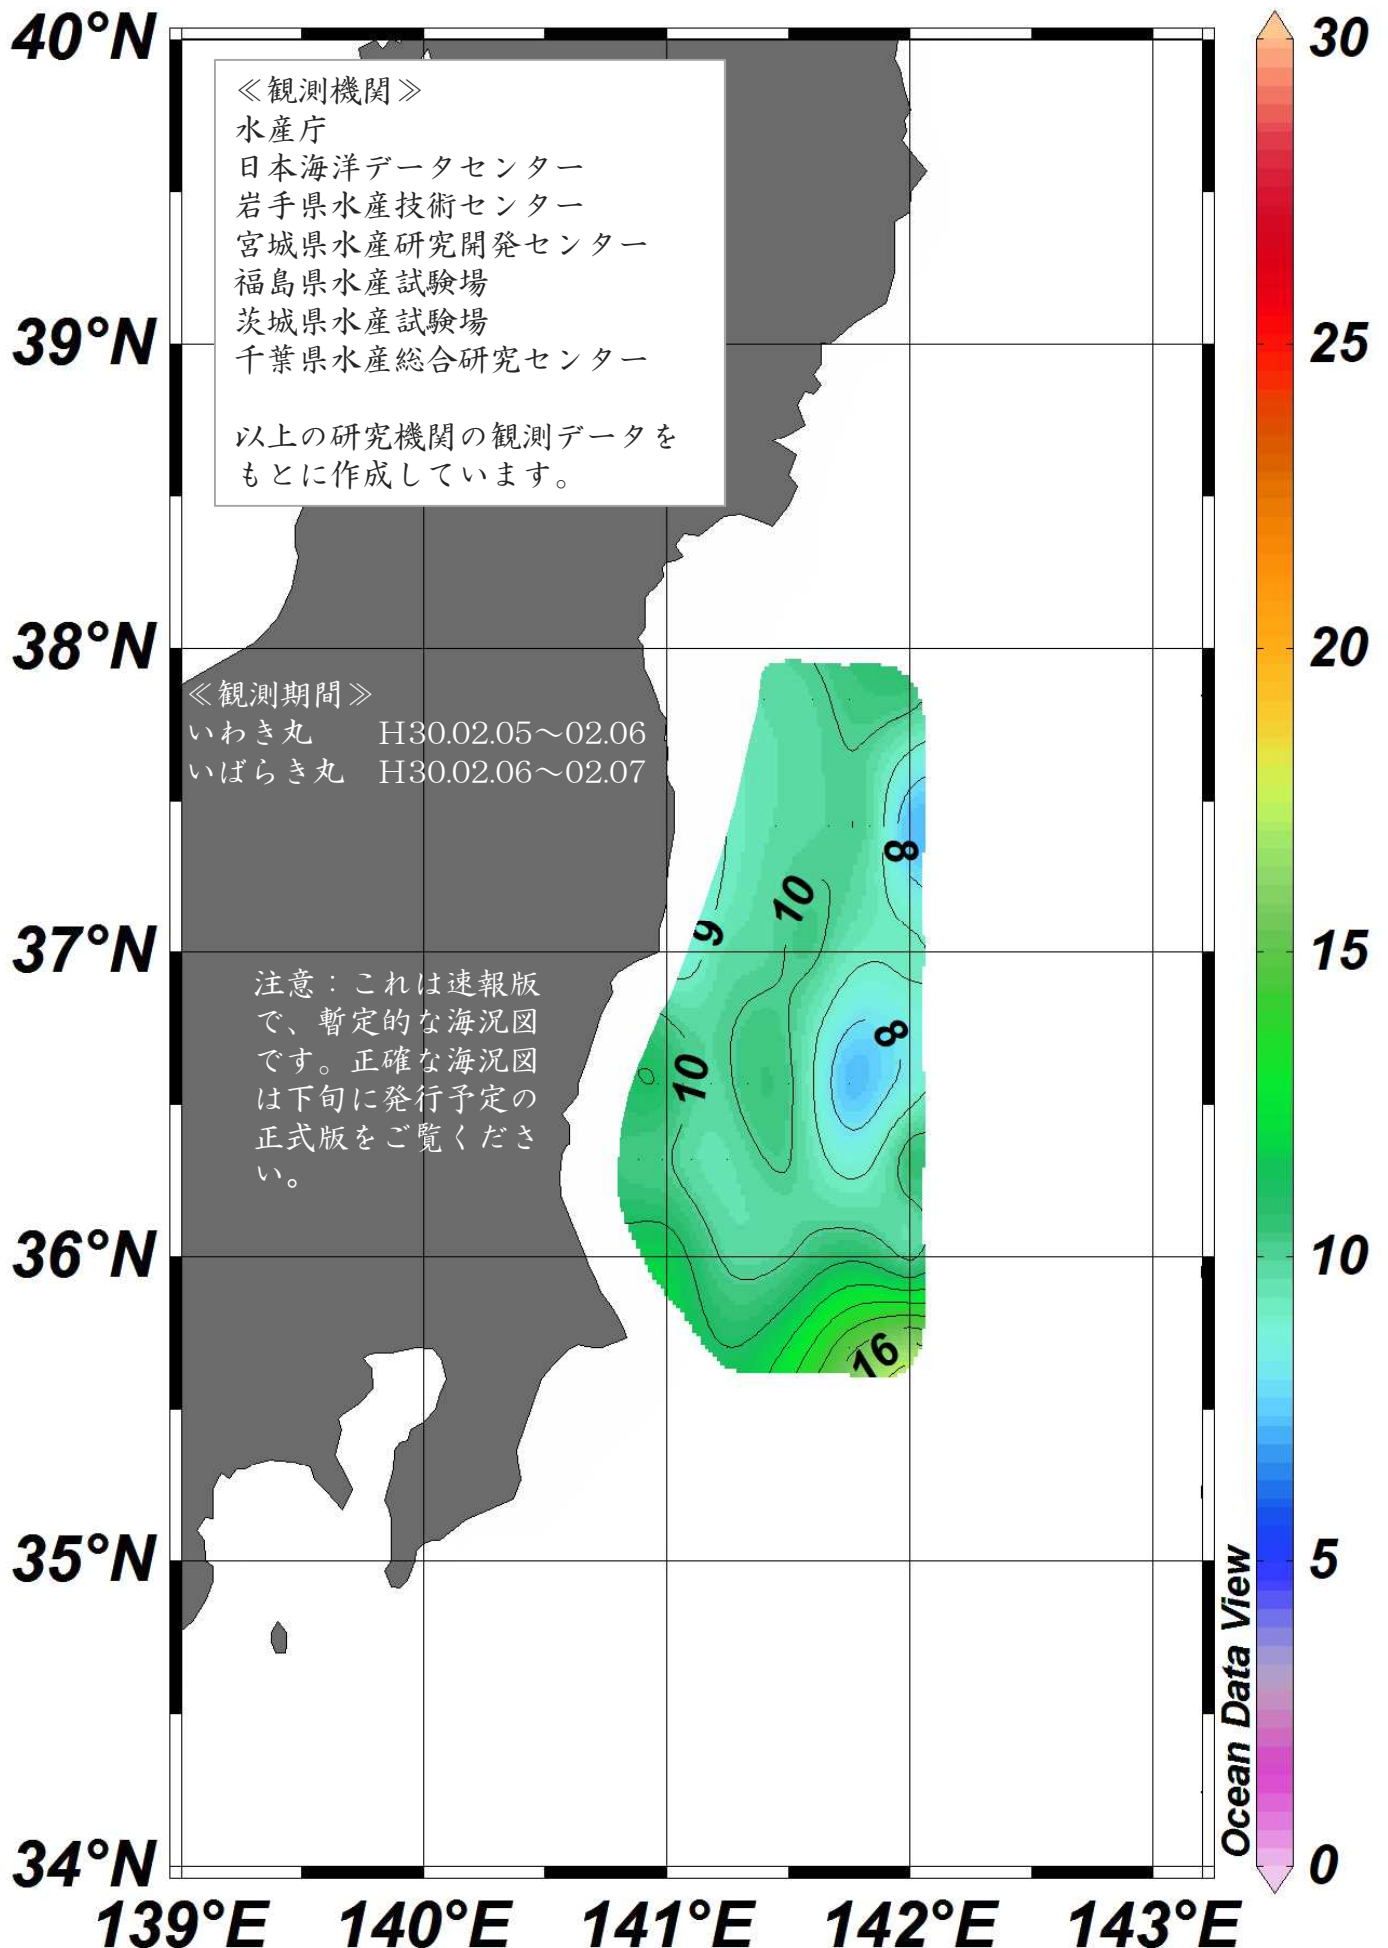 40°N
≪観測機関≫
水産庁
日本海洋データセンター
岩手県水産技術センター
宮城県水産研究開発センター
福島県水産試験場
茨城県水産試験場
千葉県水産総合研究センター
以上の研究機関の観測データを
もとに作成しています。
39°N
38°N
≪観測期間≫
いわき丸 H30.02.05～02.06
いばらき丸 H30.02.06～02.07
37°N
注意：これは速報版
で、暫定的な海況図
です。正確な海況図
は下旬に発行予定の
正式版をご覧くださ
い。
36°N
35°N
34°N
139°E 140°E 141°E 142°E 143°E
8
10
9
8
10
16
30
25
20
15
10
5
0
Ocean Data View